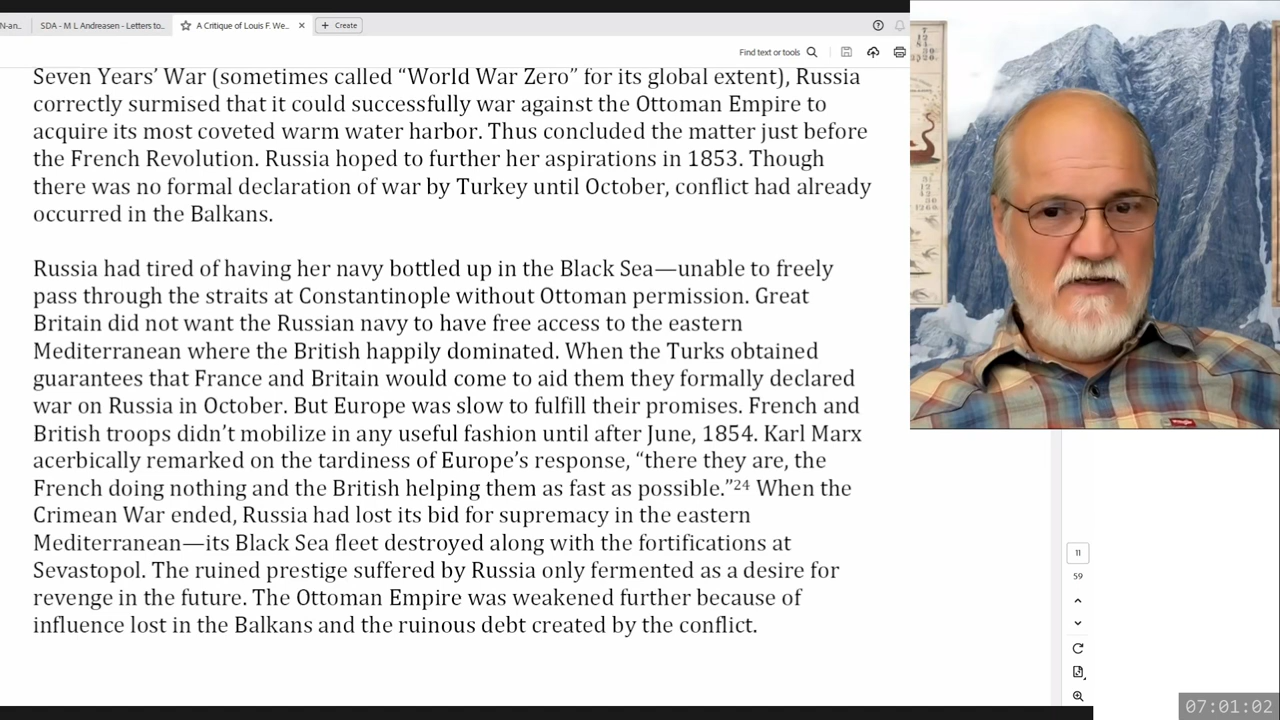 N-an..
SDA - M L Andreasen - Letters to..
A Critique of Louis F. We..
Create
Find text or tools
Seven Years’ War (sometimes called “World War Zero” for its global extent), Russia
correctly surmised that it could successfully war against the Ottoman Empire to
acquire its most coveted warm water harbor. Thus concluded the matter just before
the French Revolution. Russia hoped to further her aspirations in 1853. Though
there was no formal declaration of war by Turkey until October, conflict had already
occurred in the Balkans.
Russia had tired of having her navy bottled up in the Black Sea—unable to freely
pass through the straits at Constantinople without Ottoman permission. Great
Britain did not want the Russian navy to have free access to the eastern
Mediterranean where the British happily dominated. When the Turks obtained
guarantees that France and Britain would come to aid them they formally declared
war on Russia in October. But Europe was slow to fulfill their promises. French and
British troops didn’t mobilize in any useful fashion until after June, 1854. Karl Marx
acerbically remarked on the tardiness of Europe’s response, “there they are, the
French doing nothing and the British helping them as fast as possible.”24 When the
Crimean War ended, Russia had lost its bid for supremacy in the eastern
Mediterranean—its Black Sea fleet destroyed along with the fortifications at
Sevastopol. The ruined prestige suffered by Russia only fermented as a desire for
revenge in the future. The Ottoman Empire was weakened further because of
influence lost in the Balkans and the ruinous debt created by the conflict.
11
59
07:01:02